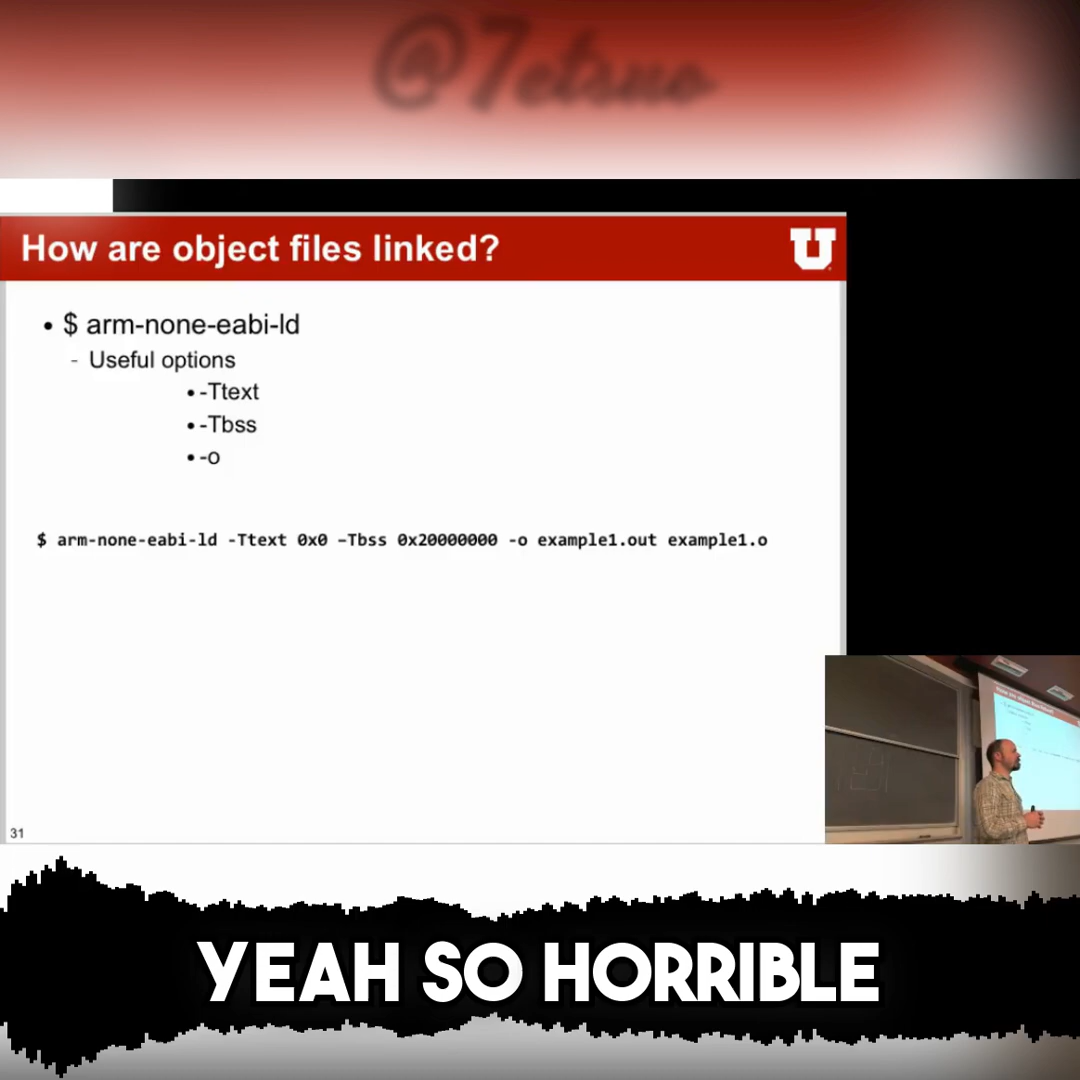 @7etsuo
How are object files linked?
U
• $ arm-none-eabi-ld
- Useful options
• -Ttext
• -Tbss
• -o
$ arm-none-eabi-ld -Ttext 0x0 –Tbss 0x20000000 -o example1.out example1.o
31
YEAH SO HORRIBLE